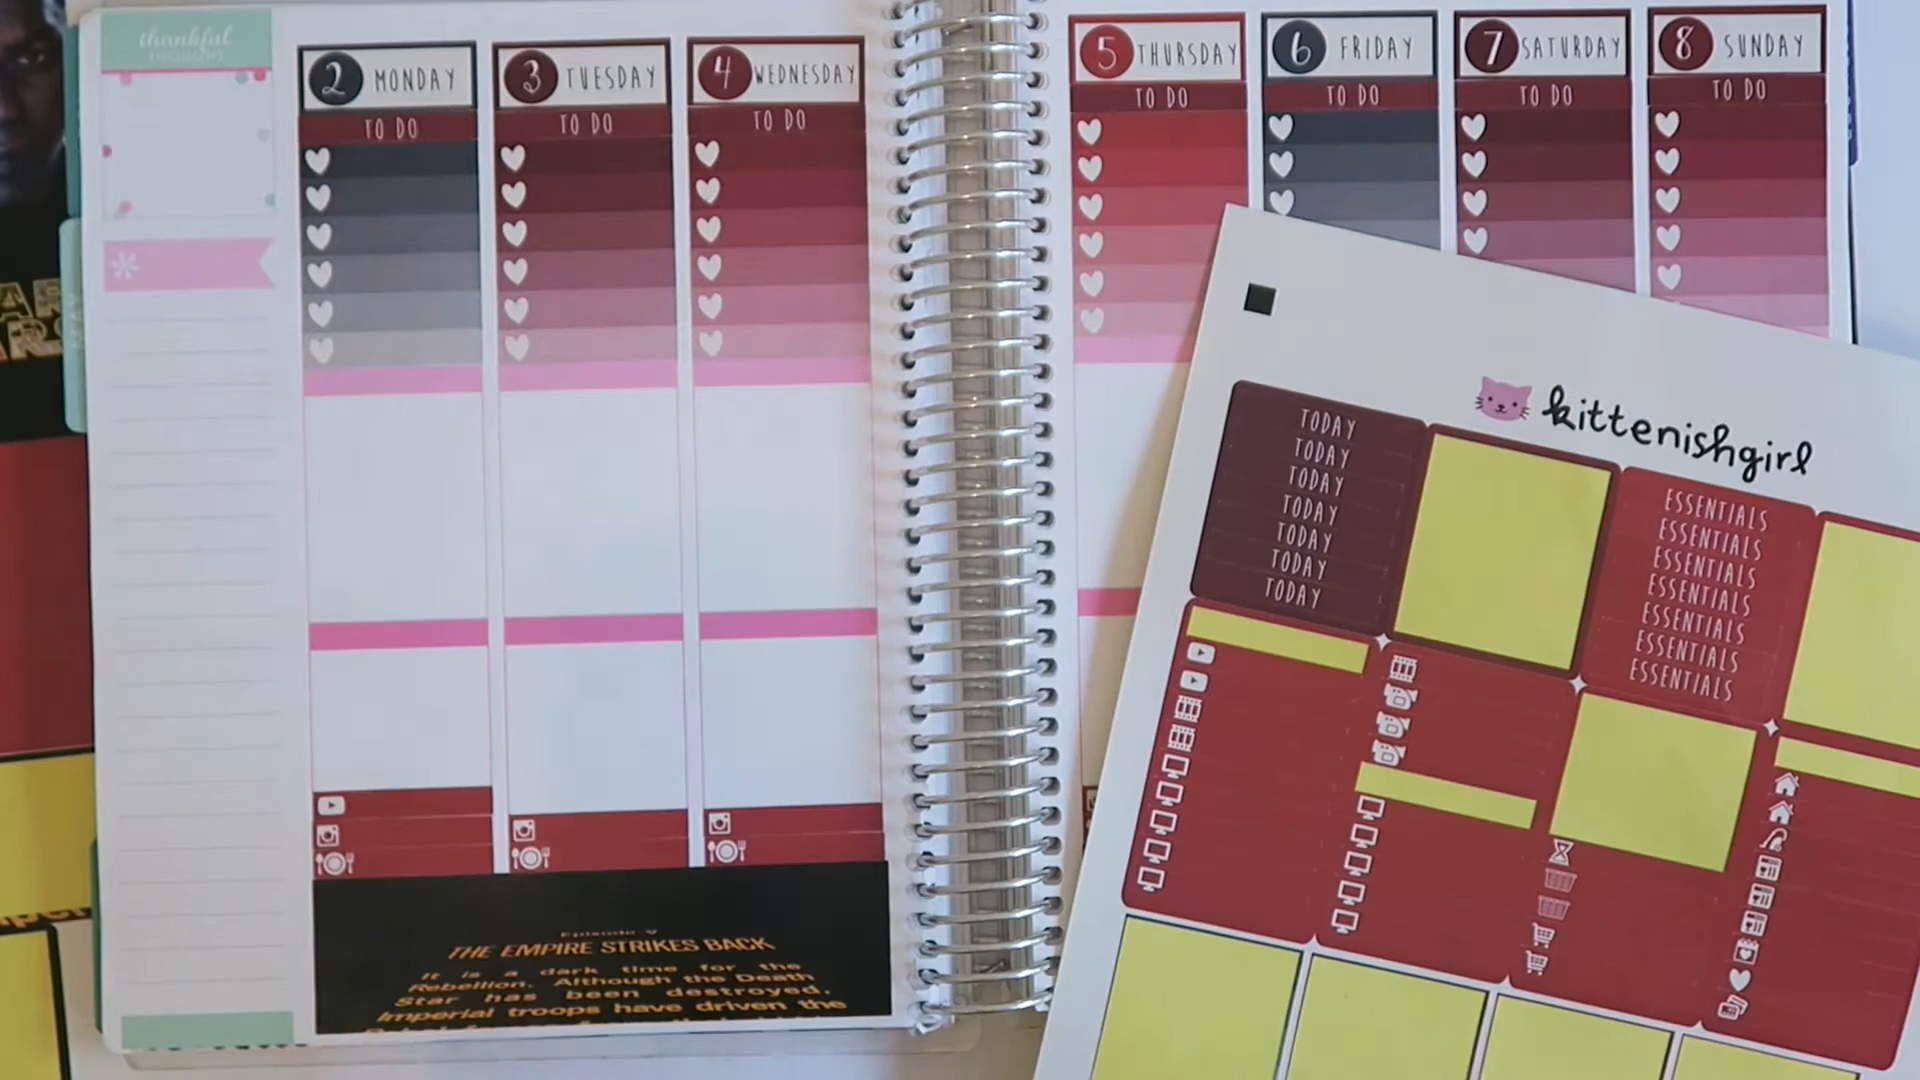 thankful
2 MONDAY
3 TUESDAY
4 WEDNESDAY
5 THURSDAY
6 FRIDAY
7 SATURDAY
8 SUNDAY
TO DO
TO DO
TO DO
TO DO
TO DO
TO DO
TO DO
Episode V
THE EMPIRE STRIKES BACK
It is a dark time for the
Rebellion. Although the Death
Star has been destroyed,
Imperial troops have driven the
kittenishgirl
TODAY
TODAY
TODAY
TODAY
TODAY
TODAY
TODAY
ESSENTIALS
ESSENTIALS
ESSENTIALS
ESSENTIALS
ESSENTIALS
ESSENTIALS
ESSENTIALS